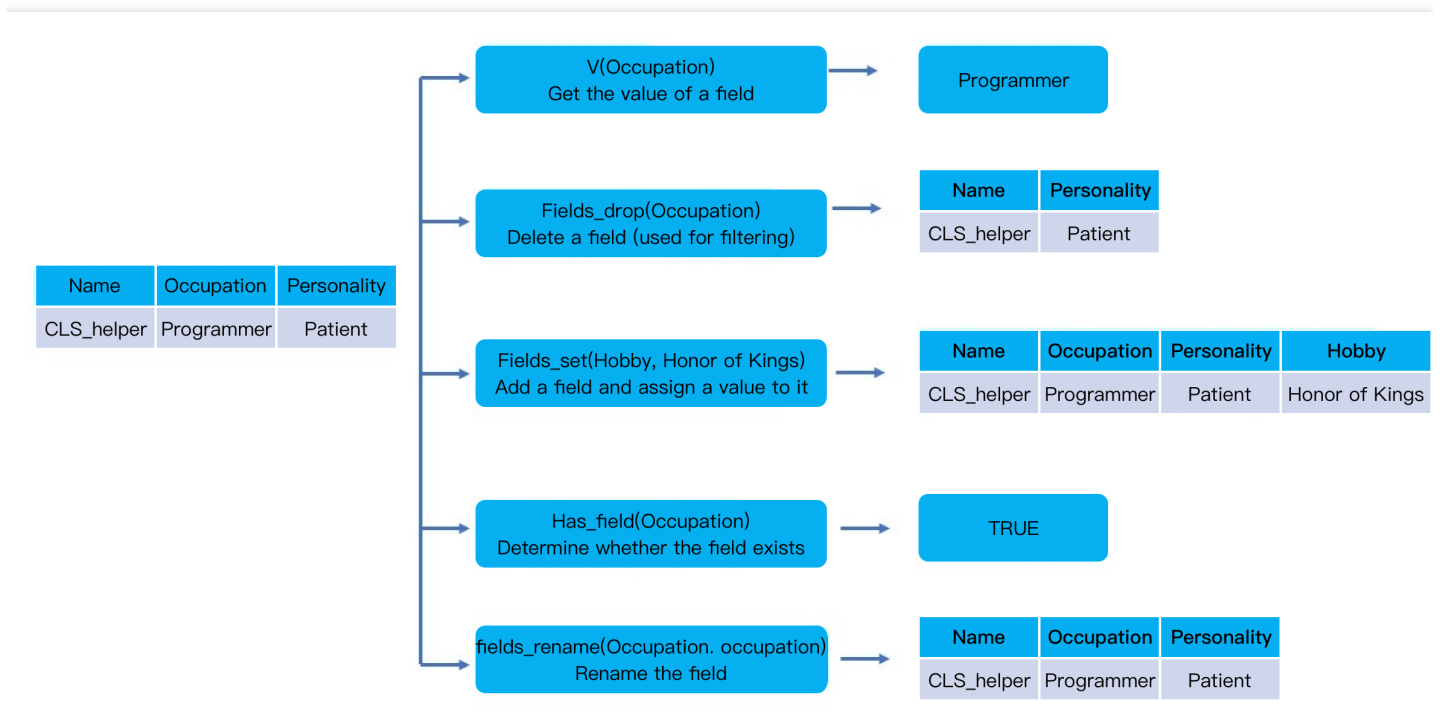 V(Occupation)
Get the value of a field
Programmer
Fields_drop(Occupation)
Delete a field (used for filtering)
Name Personality
CLS_helper Patient
Name Occupation Personality
CLS_helper Programmer Patient
Fields_set(Hobby, Honor of Kings)
Add a field and assign a value to it
Name Occupation Personality Hobby
CLS_helper Programmer Patient Honor of Kings
Has_field(Occupation)
Determine whether the field exists
TRUE
fields_rename(Occupation. occupation)
Rename the field
Name Occupation Personality
CLS_helper Programmer Patient